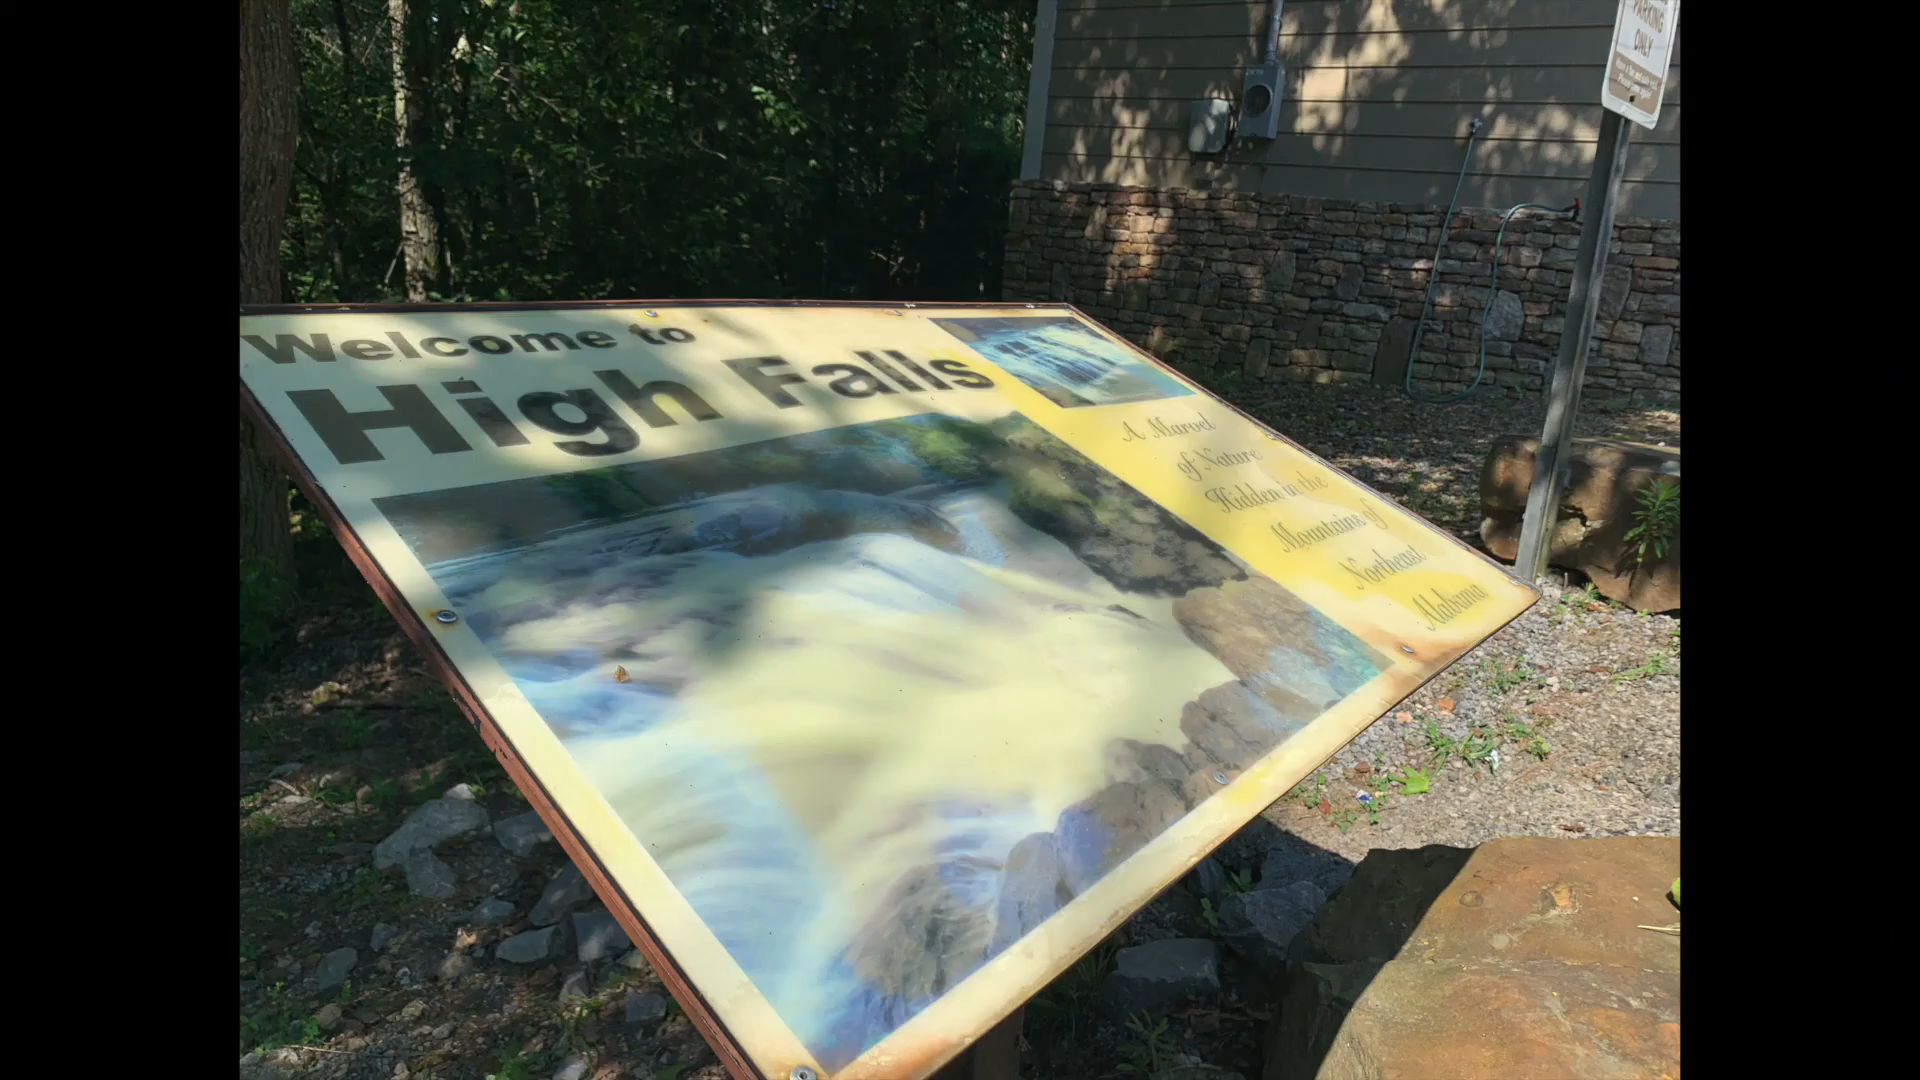 Welcome to
High Falls
A Marvel
of Nature
Hidden in the
Mountains of
Northeast
Alabama
PARKING
ONLY